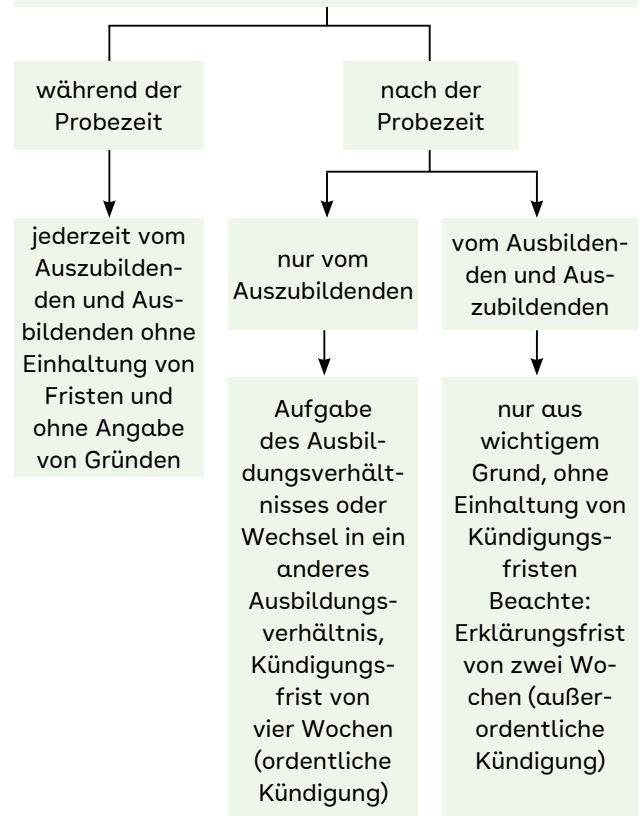 während der
Probezeit
nach der
Probezeit
jederzeit vom
Auszubilden-
den und Aus-
bildenden ohne
Einhaltung von
Fristen und
ohne Angabe
von Gründen
nur vom
Auszubildenden
vom Ausbilden-
den und Aus-
zubildenden
Aufgabe
des Ausbil-
dungsverhält-
nisses oder
Wechsel in ein
anderes
Ausbildungs-
verhältnis,
Kündigungs-
frist von
vier Wochen
(ordentliche
Kündigung)
nur aus
wichtigem
Grund, ohne
Einhaltung von
Kündigungs-
fristen
Beachte:
Erklärungsfrist
von zwei Wo-
chen (außer-
ordentliche
Kündigung)